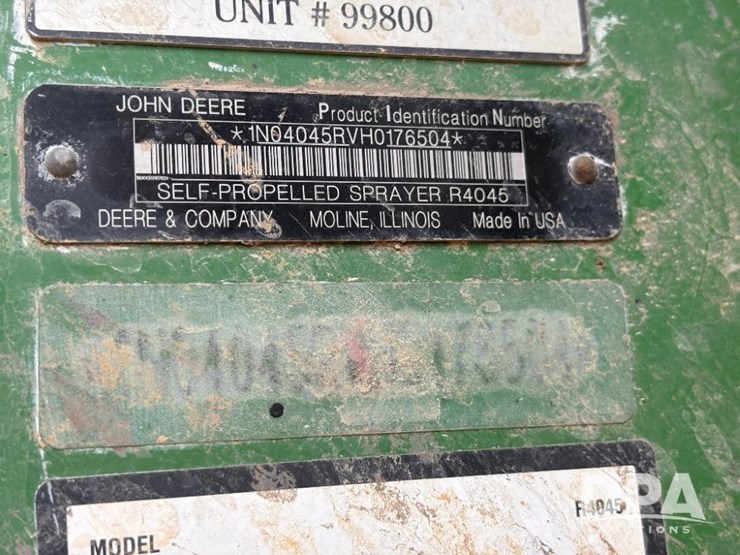 UNIT # 99800
JOHN DEERE Product Identification Number
*1N04045RVH0176504*
SELF-PROPELLED SPRAYER R4045
DEERE & COMPANY MOLINE, ILLINOIS Made In USA
R4045
MODEL